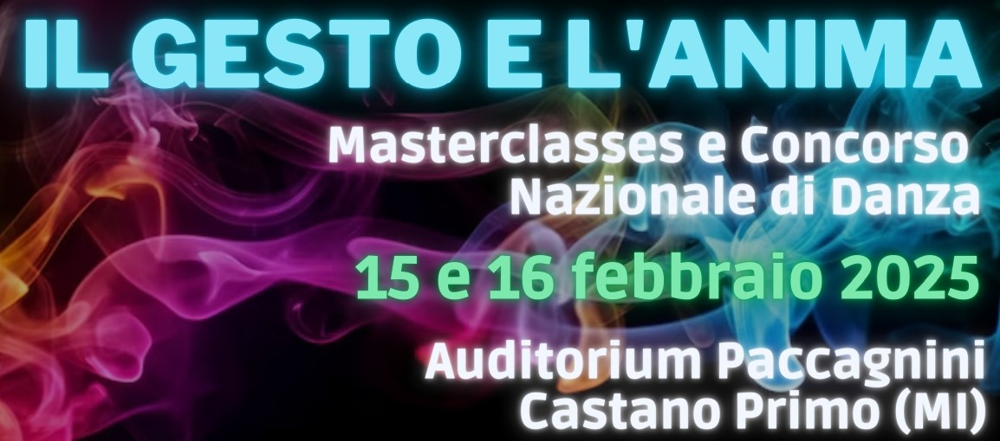 IL GESTO E L'ANIMA
Masterclasses e Concorso
Nazionale di Danza
15 e 16 febbraio 2025
Auditorium Paccagnini
Castano Primo (MI)